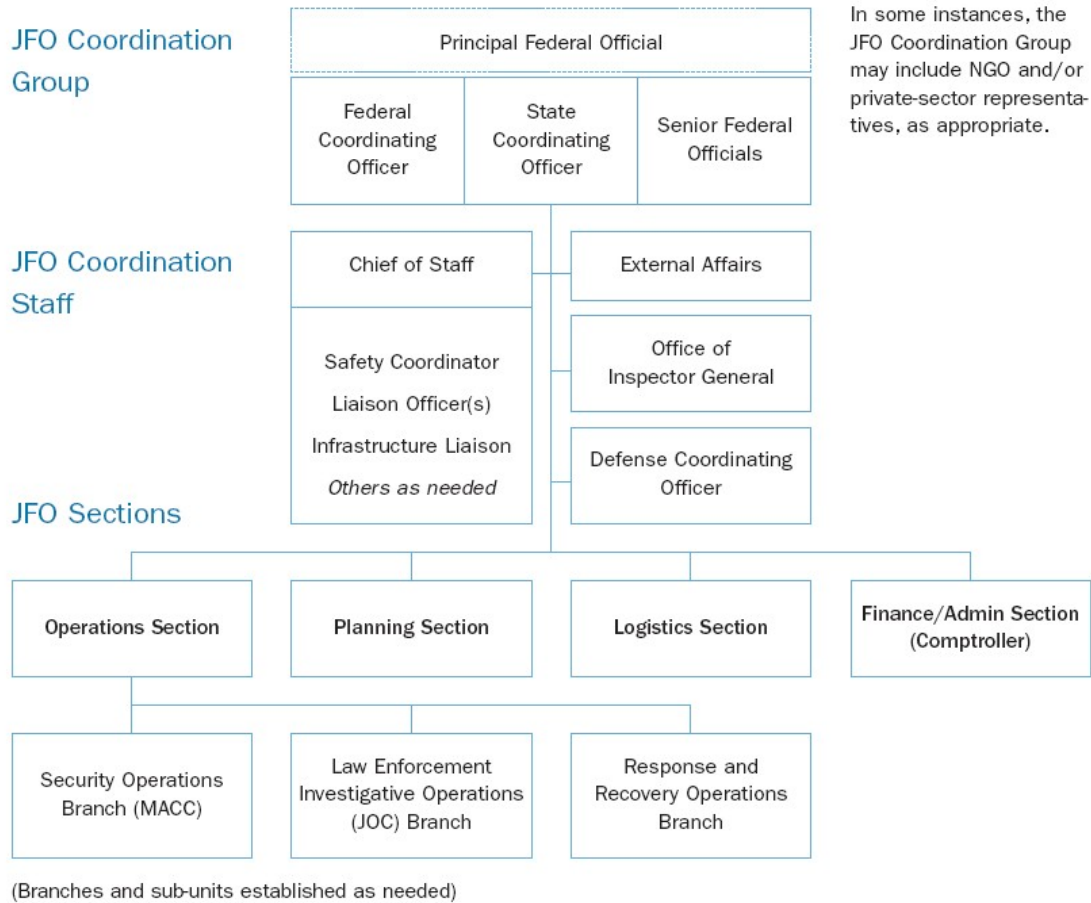 JFO Coordination
Group
Principal Federal Official
Federal
Coordinating
Officer
State
Coordinating
Officer
Senior Federal
Officials
In some instances, the
JFO Coordination Group
may include NGO and/or
private-sector representa-
tives, as appropriate.
JFO Coordination
Staff
Chief of Staff
Safety Coordinator
Liaison Officer(s)
Infrastructure Liaison
Others as needed
External Affairs
Office of
Inspector General
Defense Coordinating
Officer
JFO Sections
Operations Section
Planning Section
Logistics Section
Finance/Admin Section
(Comptroller)
Security Operations
Branch (MACC)
Law Enforcement
Investigative Operations
(JOC) Branch
Response and
Recovery Operations
Branch
(Branches and sub-units established as needed)